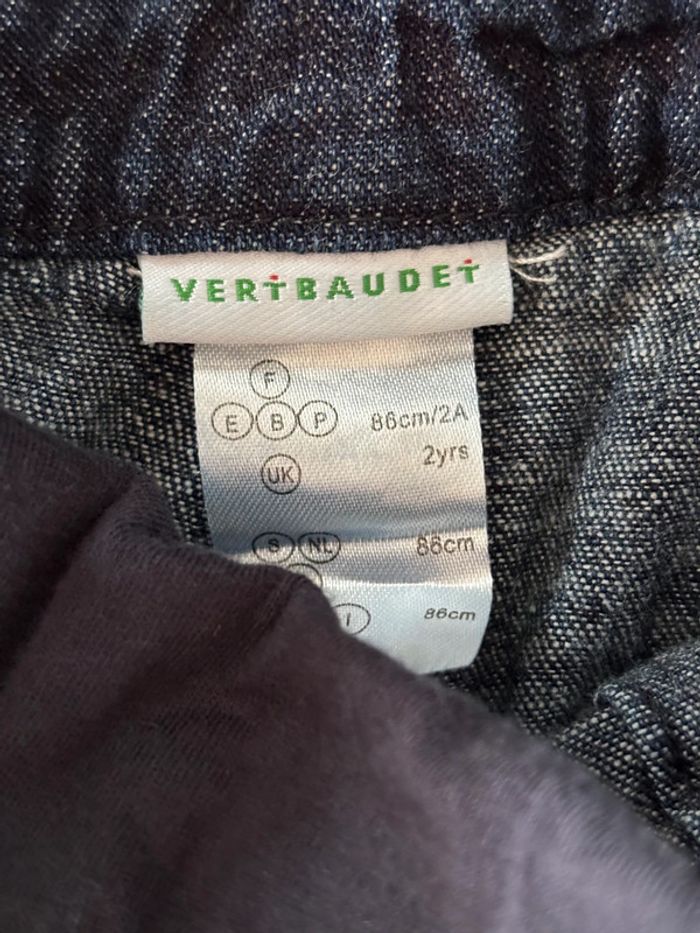 VERTBAUDET
F
E B P 86cm/2A
UK 2yrs
S NL 86cm
I 86cm